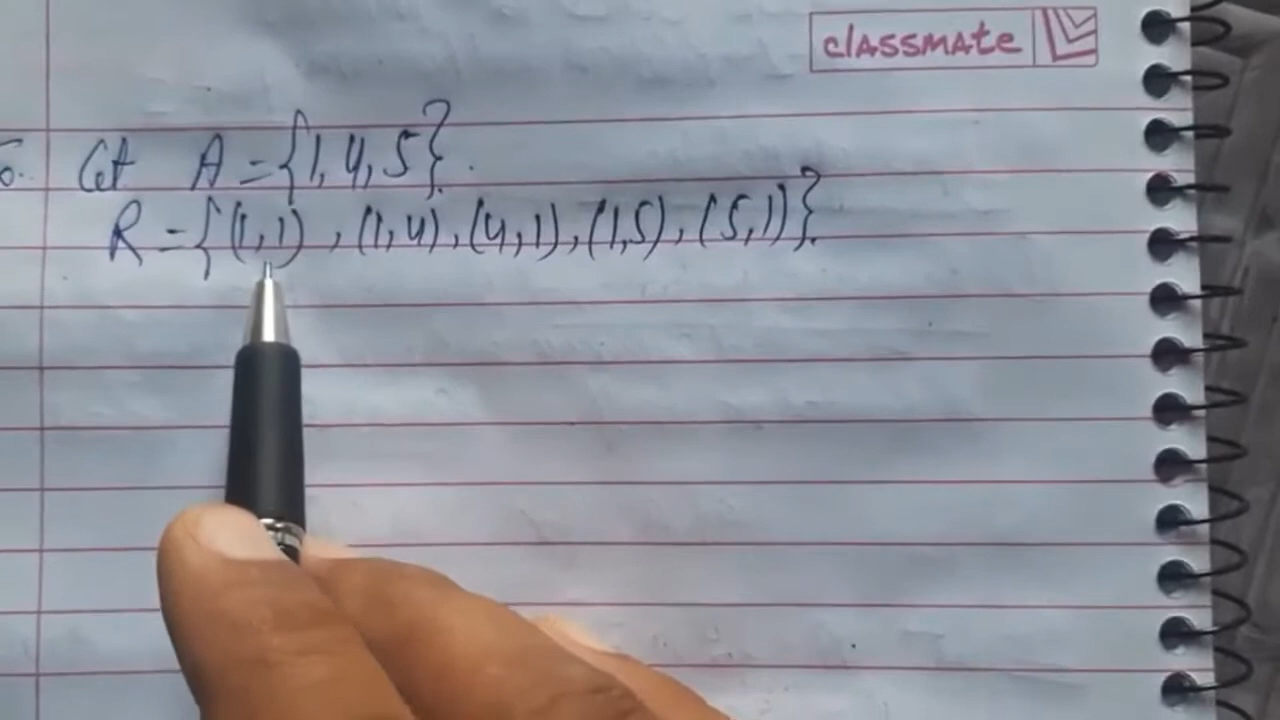 classmate
Let A = {1, 4, 5}.
R = {(1, 1), (1, 4), (4, 1), (1, 5), (5, 1)}.